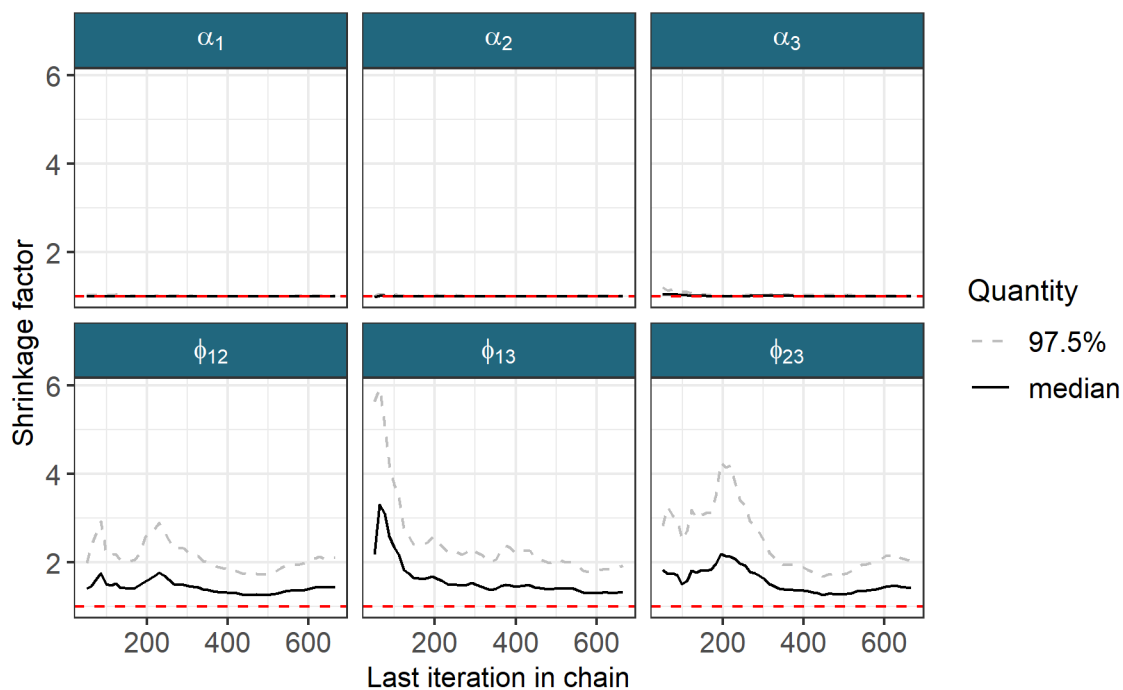 α₁ α₂ α₃
6
4
2
Shrinkage factor
ϕ₁₂ ϕ₁₃ ϕ₂₃
6
4
2
200 400 600 200 400 600 200 400 600
Last iteration in chain
Quantity
97.5%
median